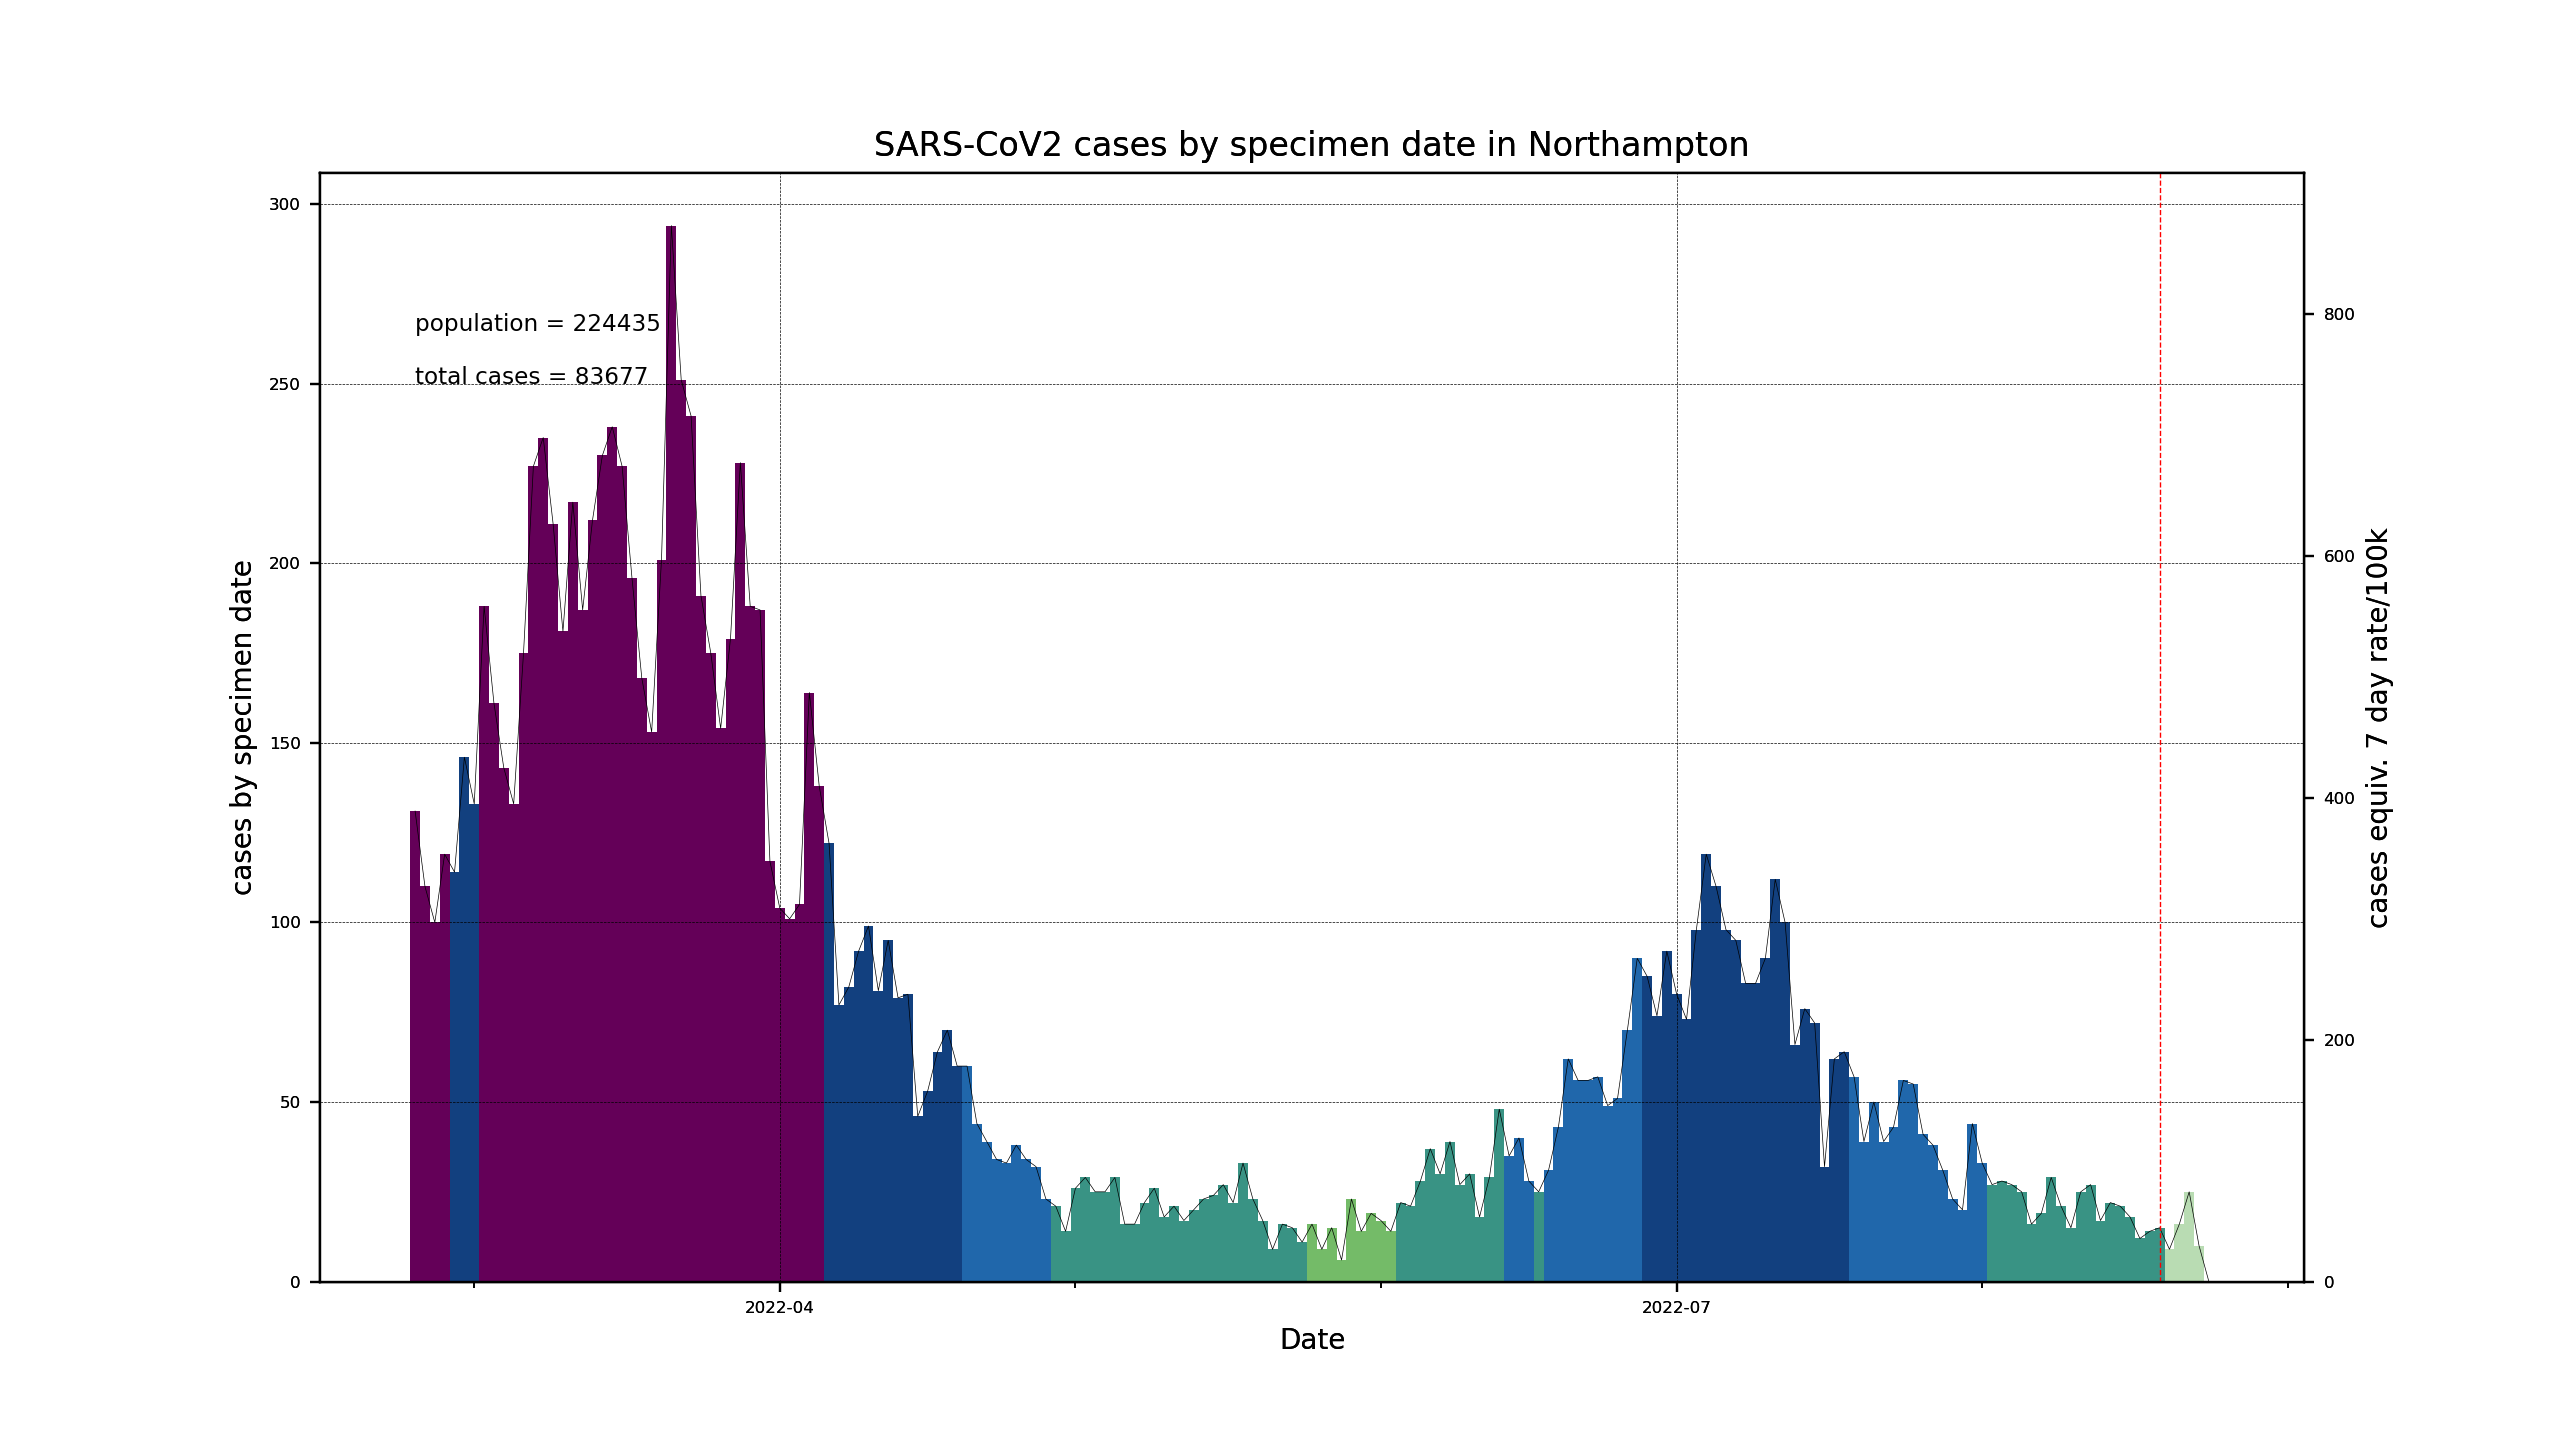 SARS-CoV2 cases by specimen date in Northampton
300
250
200
150
100
50
0
cases by specimen date
population = 224435
total cases = 83677
800
600
400
200
0
cases equiv. 7 day rate/100k
2022-04
2022-07
Date